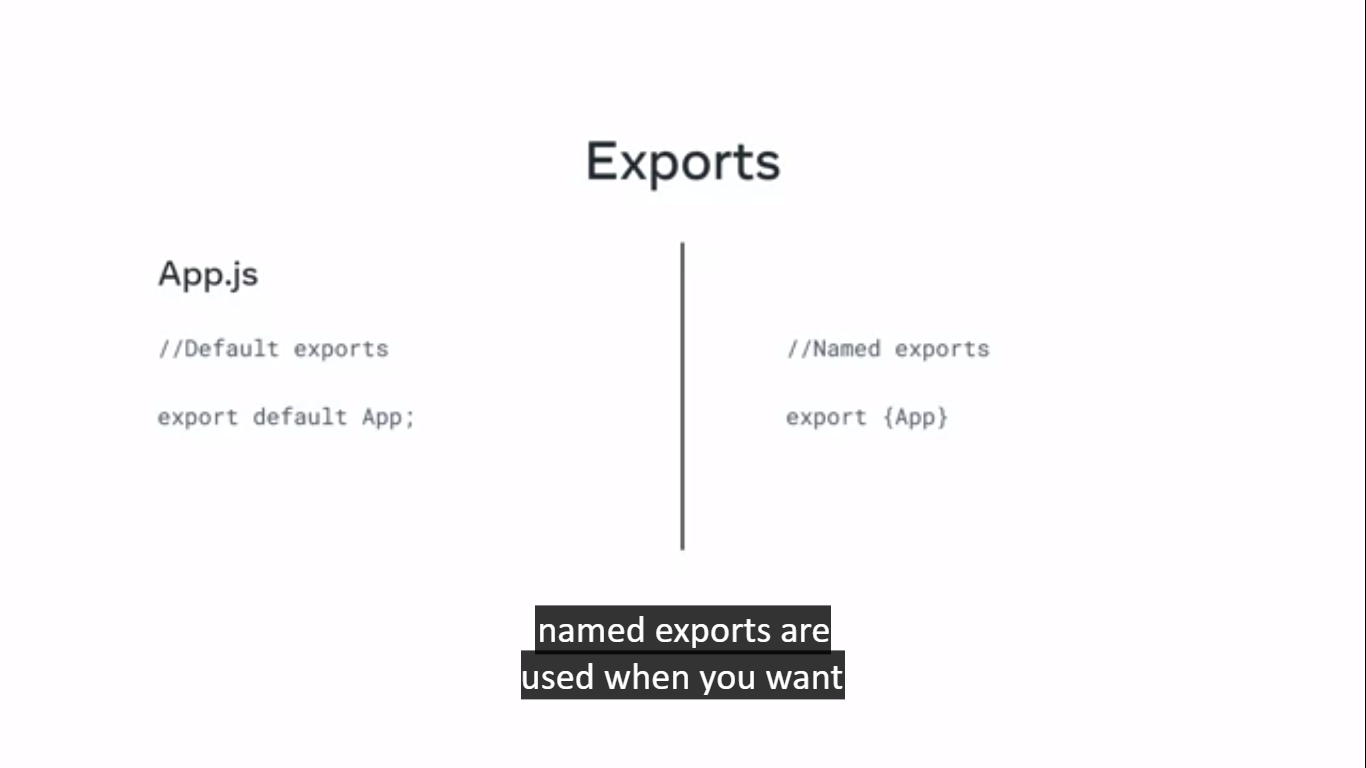 Exports
App.js
//Default exports
export default App;
//Named exports
export {App}
named exports are
used when you want